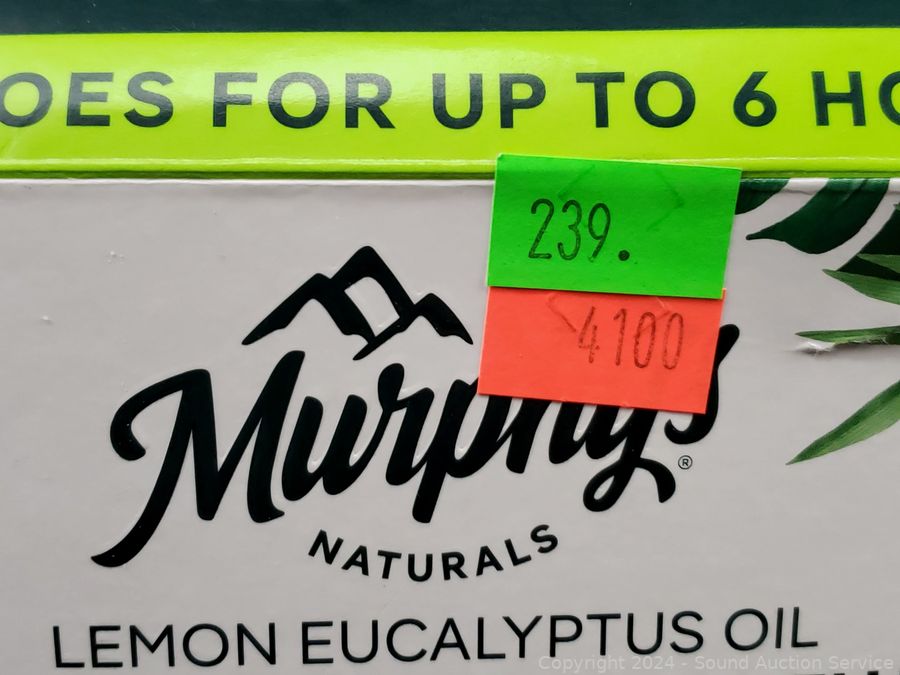 OES FOR UP TO 6 HO
239.
4100
Murphy's
®
NATURALS
LEMON EUCALYPTUS OIL
Copyright 2024 - Sound Auction Service